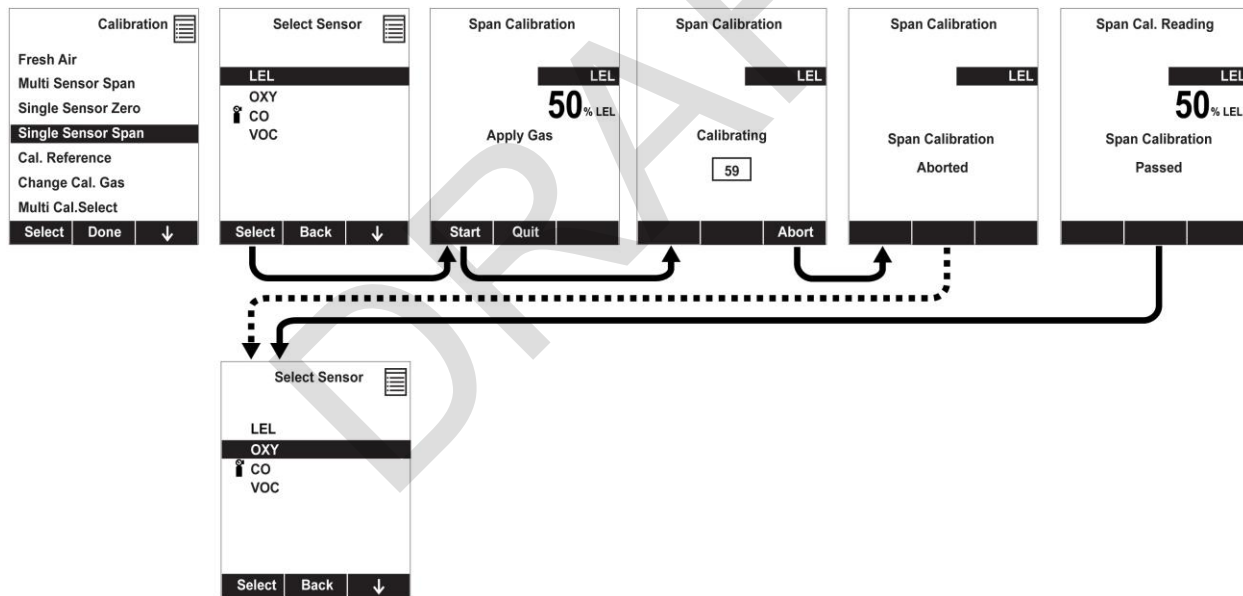 Calibration
Fresh Air
Multi Sensor Span
Single Sensor Zero
Single Sensor Span
Cal. Reference
Change Cal. Gas
Multi Cal.Select
Select Done ↓
Select Sensor
LEL
OXY
CO
VOC
Select Back ↓
Span Calibration
LEL
50 % LEL
Apply Gas
Start Quit
Span Calibration
LEL
Calibrating
59
Abort
Span Calibration
LEL
Span Calibration
Aborted
Span Cal. Reading
LEL
50 % LEL
Span Calibration
Passed
Select Sensor
LEL
OXY
CO
VOC
Select Back ↓